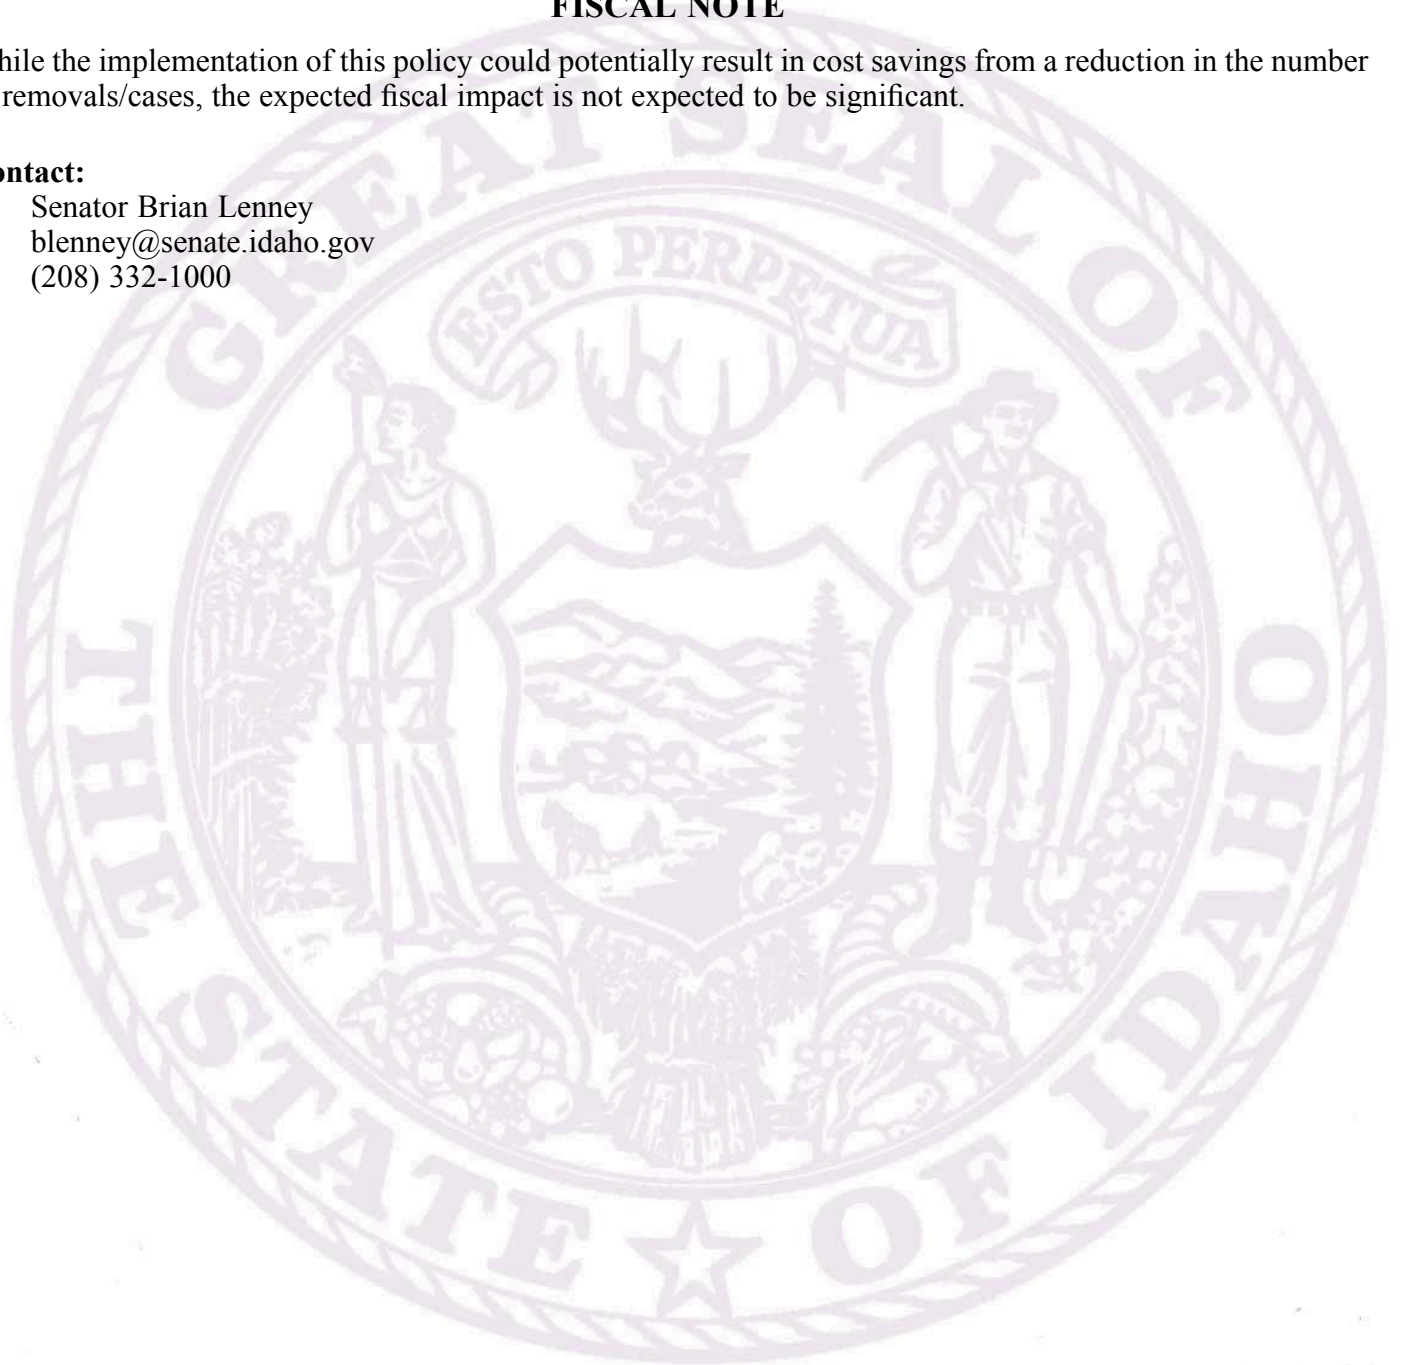 FISCAL NOTE
hile the implementation of this policy could potentially result in cost savings from a reduction in the number
removals/cases, the expected fiscal impact is not expected to be significant.
ontact:
Senator Brian Lenney
blenney@senate.idaho.gov
(208) 332-1000
THE GREAT SEAL OF
STATE ★ OF IDAHO
ESTO PERPETUA